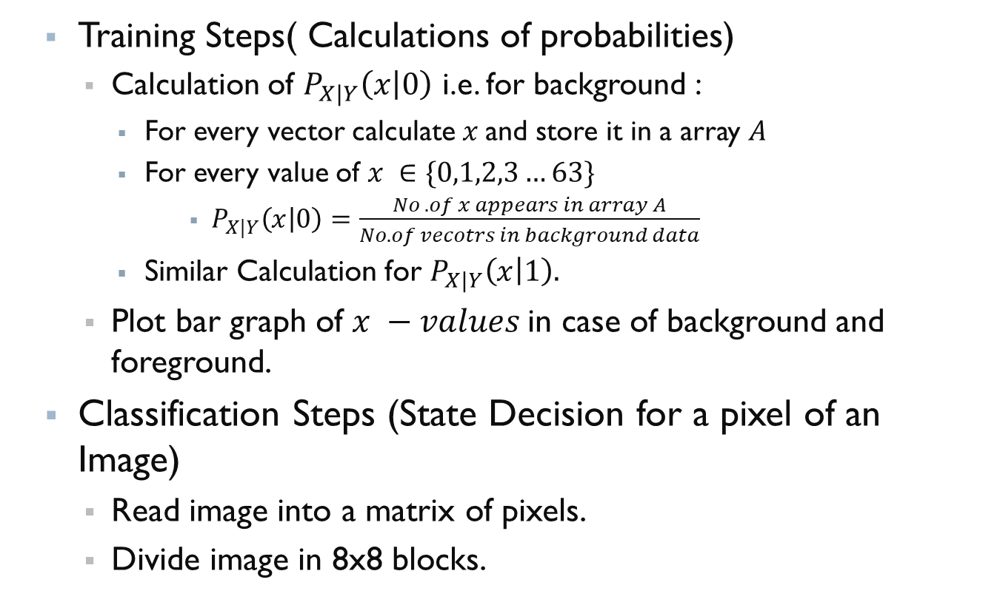 Training Steps( Calculations of probabilities)
Calculation of P_{X|Y}(x|0) i.e. for background :
For every vector calculate x and store it in a array A
For every value of x ∈ {0,1,2,3 … 63}
P_{X|Y}(x|0) = \frac{No .of x appears in array A}{No.of vecotrs in background data}
Similar Calculation for P_{X|Y}(x|1).
Plot bar graph of x − values in case of background and
foreground.
Classification Steps (State Decision for a pixel of an
Image)
Read image into a matrix of pixels.
Divide image in 8x8 blocks.